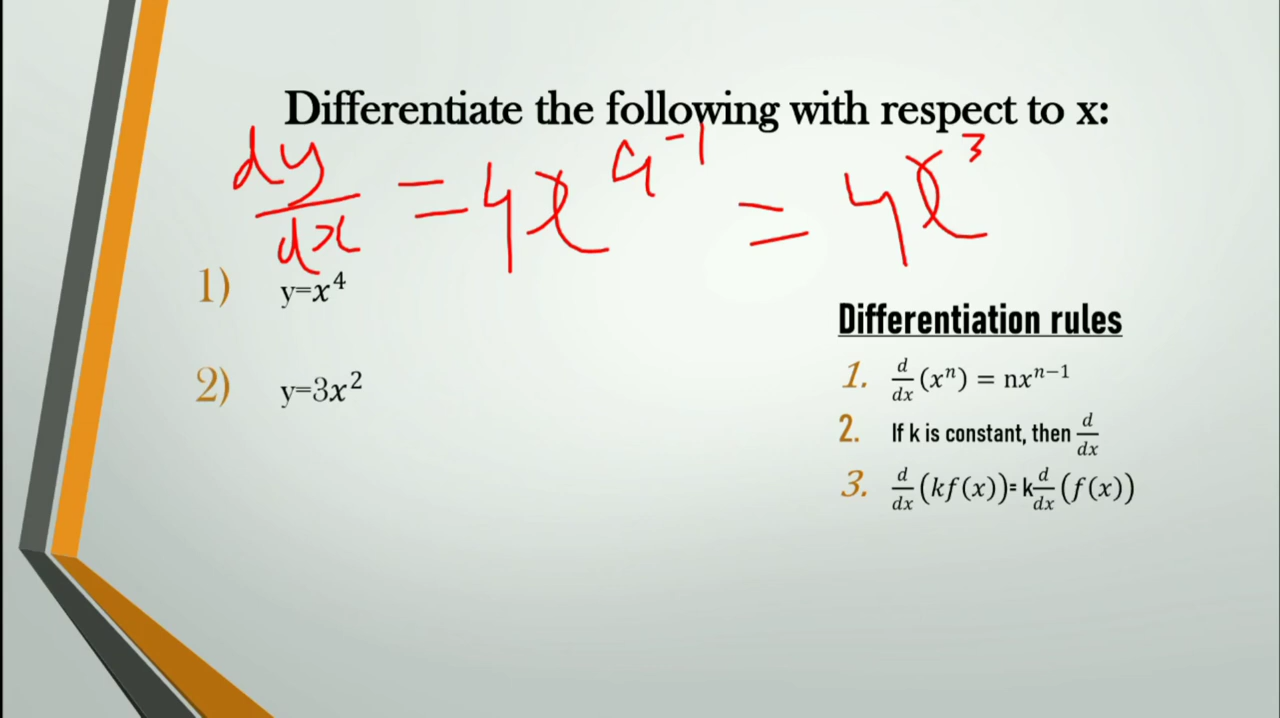 Differentiate the following with respect to x:
dy/dx = 4x^4-1 = 4x^3
1) y=x^4
2) y=3x^2
Differentiation rules
1. d/dx (x^n) = nx^n−1
2. If k is constant, then d/dx
3. d/dx (kf(x))= k d/dx (f(x))